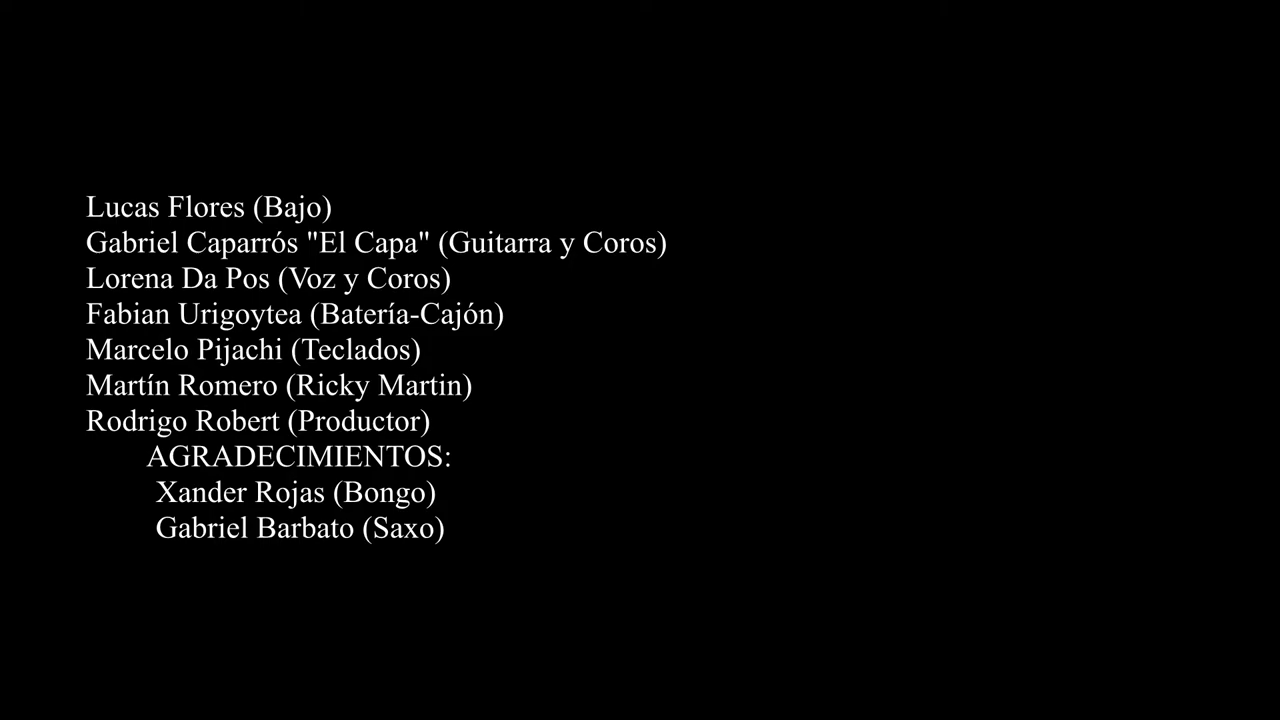 Lucas Flores (Bajo)
Gabriel Caparrós "El Capa" (Guitarra y Coros)
Lorena Da Pos (Voz y Coros)
Fabian Urigoytea (Batería-Cajón)
Marcelo Pijachi (Teclados)
Martín Romero (Ricky Martin)
Rodrigo Robert (Productor)
AGRADECIMIENTOS:
Xander Rojas (Bongo)
Gabriel Barbato (Saxo)